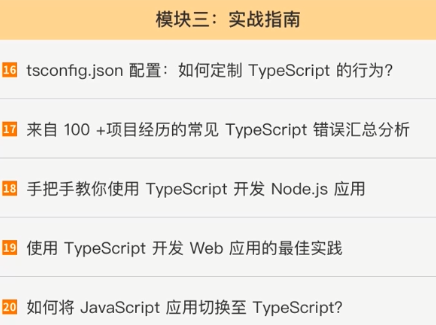 模块三：实战指南
16 tsconfig.json 配置：如何定制 TypeScript 的行为？
17 来自 100 +项目经历的常见 TypeScript 错误汇总分析
18 手把手教你使用 TypeScript 开发 Node.js 应用
19 使用 TypeScript 开发 Web 应用的最佳实践
20 如何将 JavaScript 应用切换至 TypeScript？